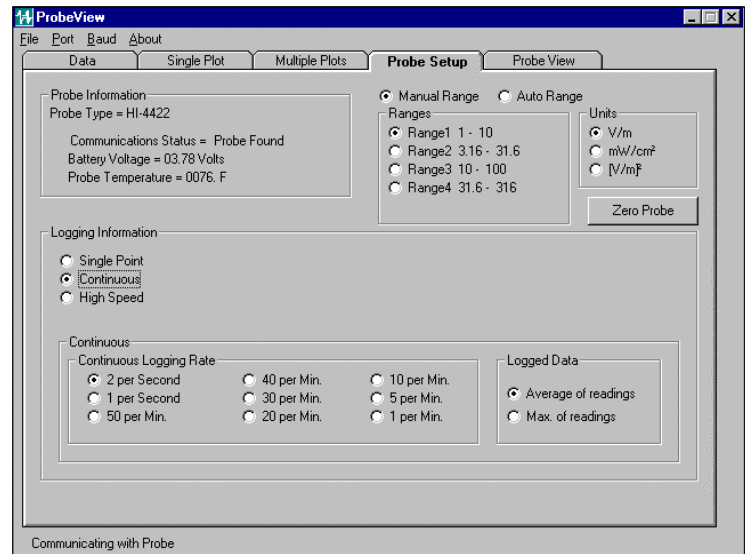 ProbeView
File Port Baud About
Data Single Plot Multiple Plots Probe Setup Probe View
Probe Information
Probe Type = HI-4422
Communications Status = Probe Found
Battery Voltage = 03.78 Volts
Probe Temperature = 0076. F
Manual Range Auto Range
Ranges
Range1 1 - 10
Range2 3.16 - 31.6
Range3 10 - 100
Range4 31.6 - 316
Units
V/m
mW/cm²
[V/m]²
Zero Probe
Logging Information
Single Point
Continuous
High Speed
Continuous
Continuous Logging Rate
2 per Second 40 per Min. 10 per Min.
1 per Second 30 per Min. 5 per Min.
50 per Min. 20 per Min. 1 per Min.
Logged Data
Average of readings
Max. of readings
Communicating with Probe